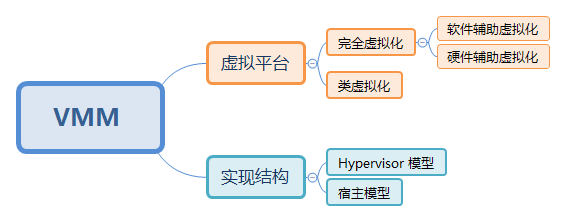 VMM
虚拟平台
完全虚拟化
软件辅助虚拟化
硬件辅助虚拟化
类虚拟化
实现结构
Hypervisor 模型
宿主模型